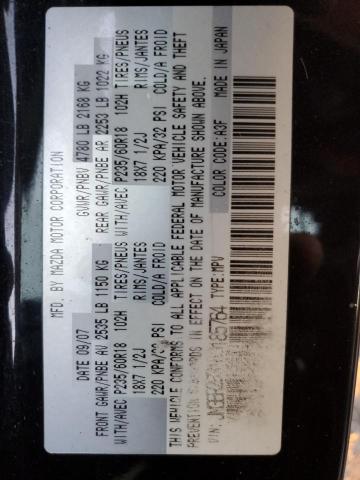 MFD.BY MAZDA MOTOR CORPORATION
DATE 09/07 GVWR/PNBV 4780 LB 2168 KG
FRONT GAWR/PNBE AV 2535 LB 1150 KG REAR GAWR/PNBE AR 2253 LB 1022 KG
WITH/AVEC P235/60R18 102H TIRES/PNEUS WITH/AVEC P235/60R18 102H TIRES/PNEUS
18X7 1/2J RIMS/JANTES 18X7 1/2J RIMS/JANTES
220 KPA/32 PSI COLD/A FROID 220 KPA/32 PSI COLD/A FROID
THIS VEHICLE CONFORMS TO ALL APPLICABLE FEDERAL MOTOR VEHICLE SAFETY AND THEFT
PREVENTION STANDARDS IN EFFECT ON THE DATE OF MANUFACTURE SHOWN ABOVE.
VIN: TYPE:MPV COLOR CODE:A3F MADE IN JAPAN